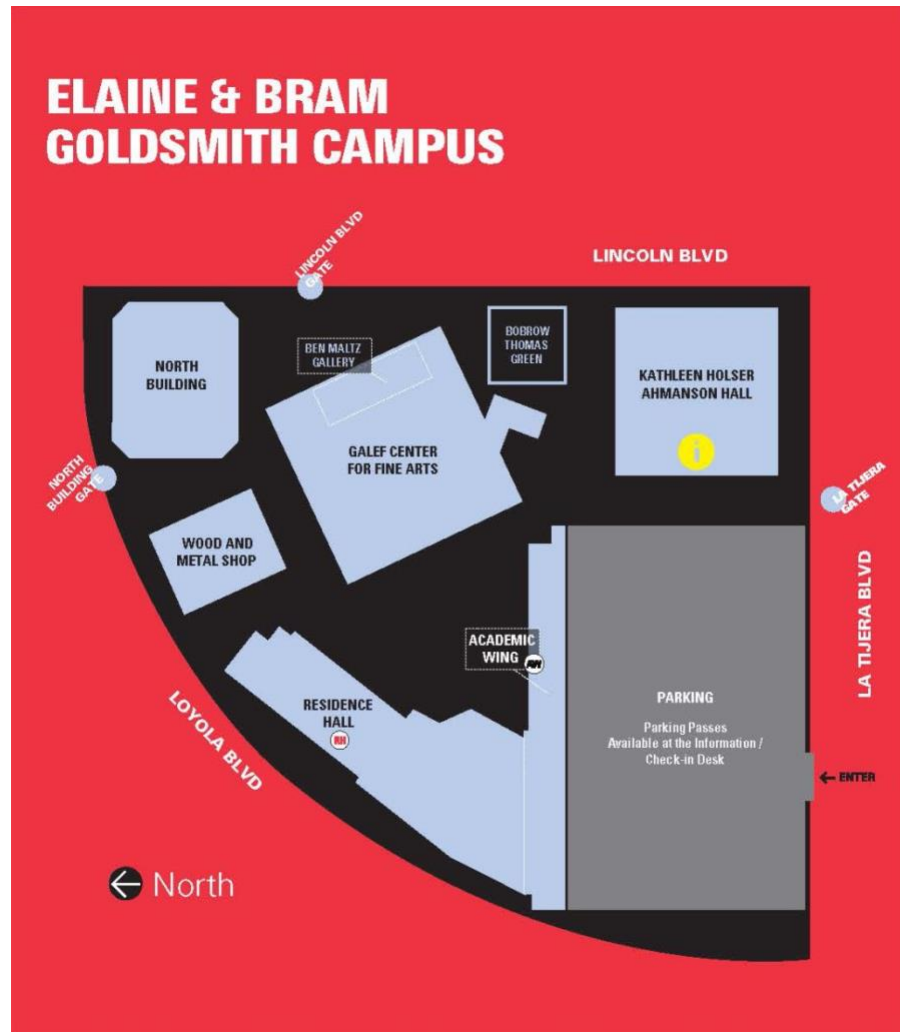 ELAINE & BRAM
GOLDSMITH CAMPUS
LINCOLN BLVD
GATE
LINCOLN BLVD
NORTH
BUILDING
BEN MALTZ
GALLERY
BOBROW
THOMAS
GREEN
KATHLEEN HOLSER
AHMANSON HALL
i
GALEF CENTER
FOR FINE ARTS
NORTH
BUILDING
GATE
LA TIJERA
GATE
WOOD AND
METAL SHOP
LA TIJERA BLVD
ACADEMIC
WING
AW
RESIDENCE
HALL
RH
LOYOLA BLVD
PARKING
Parking Passes
Available at the Information /
Check-in Desk
← ENTER
← North